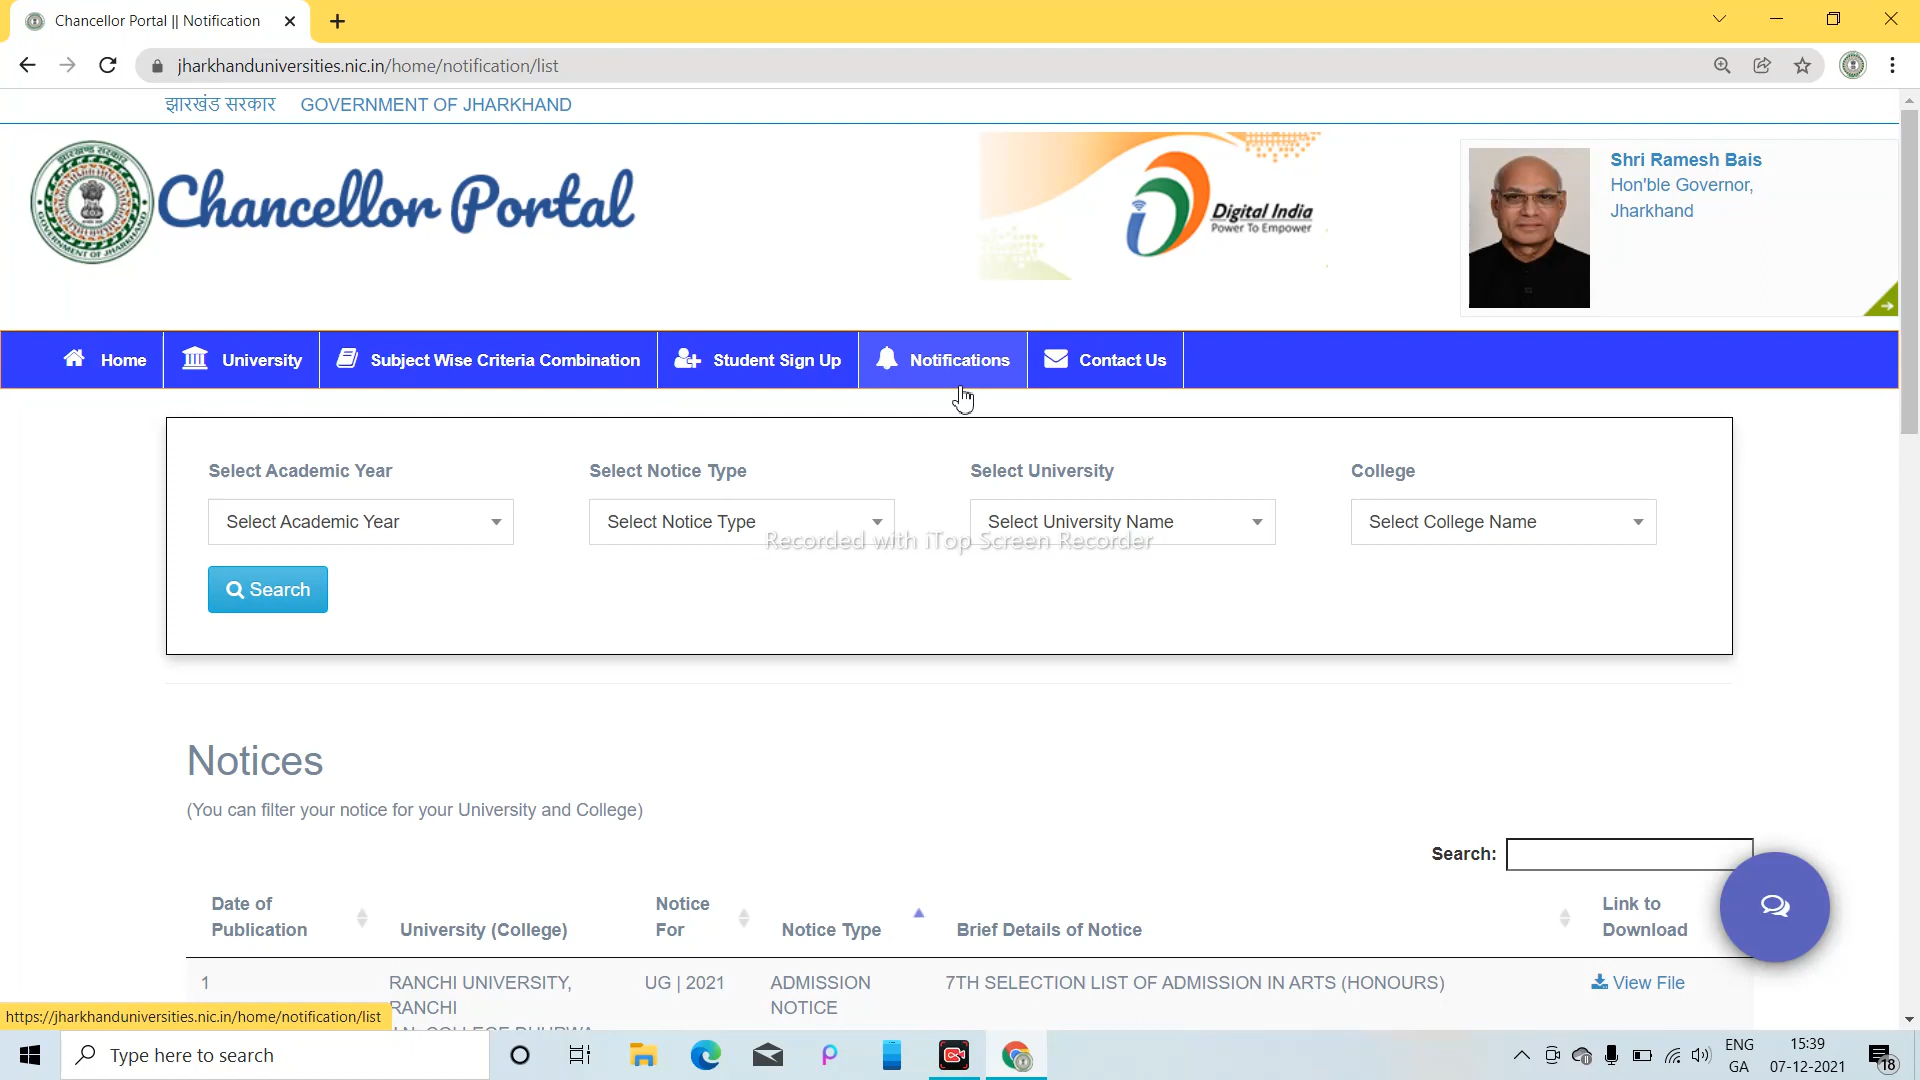 Chancellor Portal || Notification
jharkhanduniversities.nic.in/home/notification/list
झारखंड सरकार GOVERNMENT OF JHARKHAND
झारखण्ड सरकार
GOVERNMENT OF JHARKHAND
Chancellor Portal
Digital India
Power To Empower
Shri Ramesh Bais
Hon'ble Governor,
Jharkhand
Home University Subject Wise Criteria Combination Student Sign Up Notifications Contact Us
Select Academic Year Select Notice Type Select University College
Select Academic Year Select Notice Type Select University Name Select College Name
Recorded with iTop Screen Recorder
Search
Notices
(You can filter your notice for your University and College)
Search:
Date of Publication University (College) Notice For Notice Type Brief Details of Notice Link to Download
1 RANCHI UNIVERSITY, UG | 2021 ADMISSION 7TH SELECTION LIST OF ADMISSION IN ARTS (HONOURS) View File
RANCHI NOTICE
https://jharkhanduniversities.nic.in/home/notification/list
Type here to search
ENG
GA
15:39
07-12-2021
18